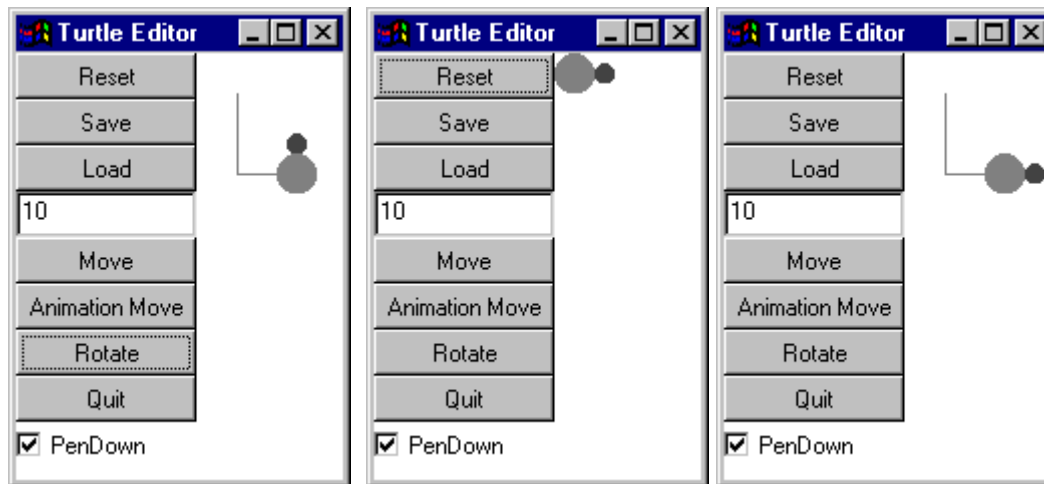 Turtle Editor
Reset
Save
Load
10
Move
Animation Move
Rotate
Quit
PenDown
Turtle Editor
Reset
Save
Load
10
Move
Animation Move
Rotate
Quit
PenDown
Turtle Editor
Reset
Save
Load
10
Move
Animation Move
Rotate
Quit
PenDown